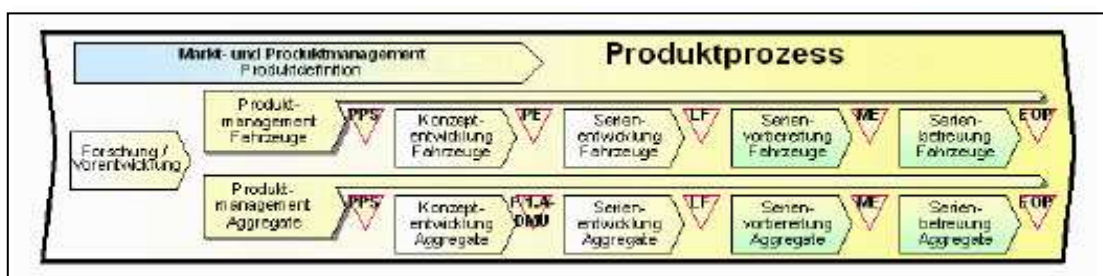 Markt- und Produktmanagement
Produktdefinition
Produktprozess
Forschung /
Vorentwicklung
Produkt-
management
Fahrzeuge
PPS
Konzept-
entwicklung
Fahrzeuge
PE
Serien-
entwicklung
Fahrzeuge
LF
Serien-
vorbereitung
Fahrzeuge
ME
Serien-
betreuung
Fahrzeuge
EOP
Produkt-
management
Aggregate
PPS
Konzept-
entwicklung
Aggregate
DMU
Serien-
entwicklung
Aggregate
LF
Serien-
vorbereitung
Aggregate
ME
Serien-
betreuung
Aggregate
EOP